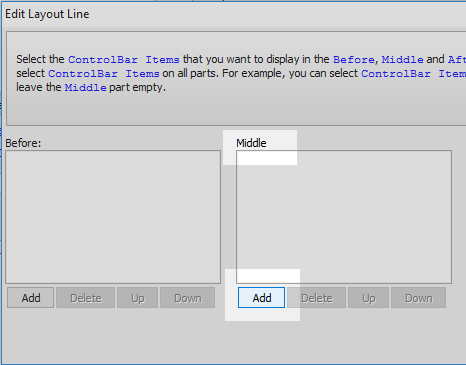 Edit Layout Line
Select the ControlBar Items that you want to display in the Before, Middle and
select ControlBar Items on all parts. For example, you can select ControlBar
leave the Middle part empty.
Before: Middle
Add Delete Up Down Add Delete Up Down